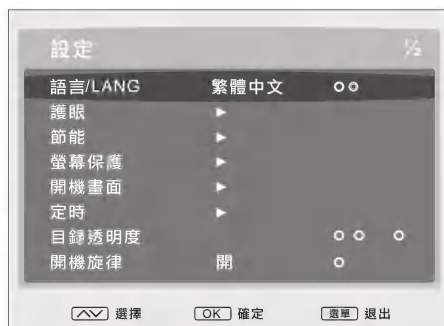 設定 1/2
語言/LANG 繁體中文
護眼 ▶
節能 ▶
螢幕保護 ▶
開機畫面 ▶
定時 ▶
目錄透明度
開機旋律 開
選擇 OK 確定 選單 退出